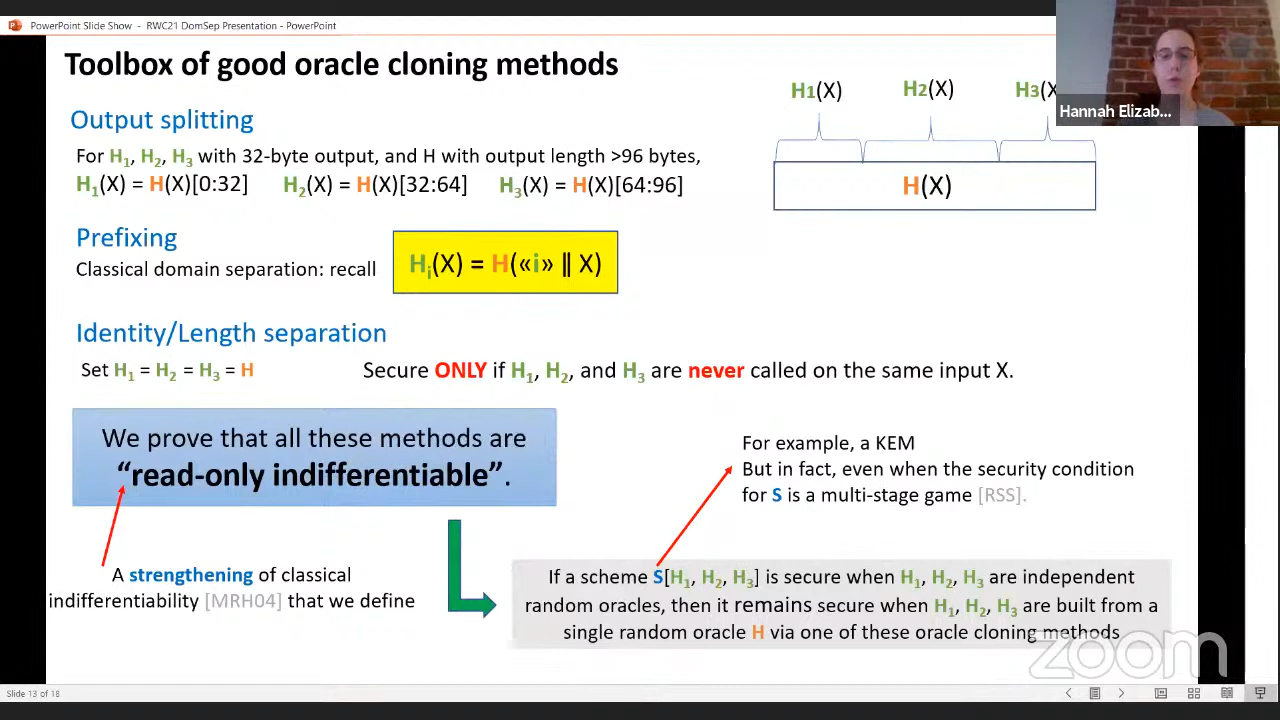 PowerPoint Slide Show - RWC21 DomSep Presentation - PowerPoint
Toolbox of good oracle cloning methods
Hannah Elizab...
Output splitting
For H₁, H₂, H₃ with 32-byte output, and H with output length >96 bytes,
H₁(X) = H(X)[0:32] H₂(X) = H(X)[32:64] H₃(X) = H(X)[64:96]
H1(X) H2(X) H3(X
H(X)
Prefixing
Classical domain separation: recall
Hᵢ(X) = H(«i» ‖ X)
Identity/Length separation
Set H₁ = H₂ = H₃ = H
Secure ONLY if H₁, H₂, and H₃ are never called on the same input X.
We prove that all these methods are
“read-only indifferentiable”.
For example, a KEM
But in fact, even when the security condition
for S is a multi-stage game [RSS].
A strengthening of classical
indifferentiability [MRH04] that we define
If a scheme S[H₁, H₂, H₃] is secure when H₁, H₂, H₃ are independent
random oracles, then it remains secure when H₁, H₂, H₃ are built from a
single random oracle H via one of these oracle cloning methods
zoom
Slide 13 of 18